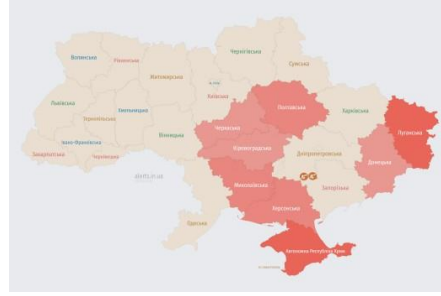 Волинська
Рівненська
Чернігівська
Сумська
Житомирська
Київська
Львівська
Тернопільська
Хмельницька
Полтавська
Харківська
Луганська
Черкаська
Вінницька
Івано-Франківська
Закарпатська
Чернівецька
Кіровоградська
Дніпропетровська
Донецька
Миколаївська
Запорізька
Одеська
Херсонська
Автономна Республіка Крим